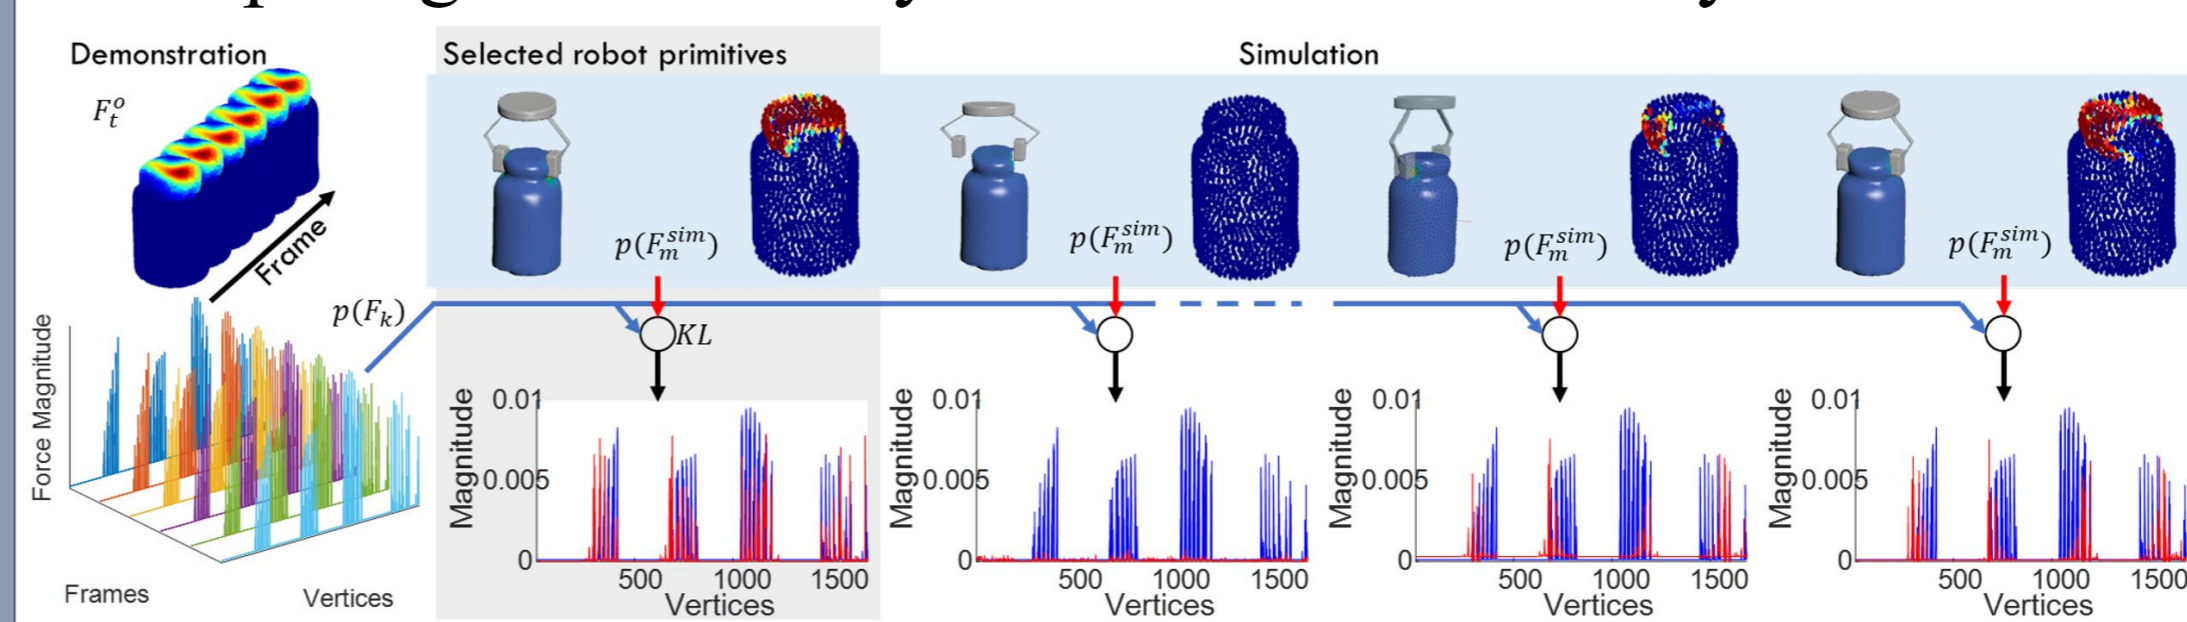 Demonstration
Selected robot primitives
Simulation
F_t^o
Frame
p(F_k)
p(F_m^{sim})
p(F_m^{sim})
p(F_m^{sim})
p(F_m^{sim})
KL
Force Magnitude
Frames
Vertices
Magnitude
0.01
0.005
0
500
1000
1500
Vertices
Magnitude
0.01
0.005
0
500
1000
1500
Vertices
Magnitude
0.01
0.005
0
500
1000
1500
Vertices
Magnitude
0.01
0.005
0
500
1000
1500
Vertices